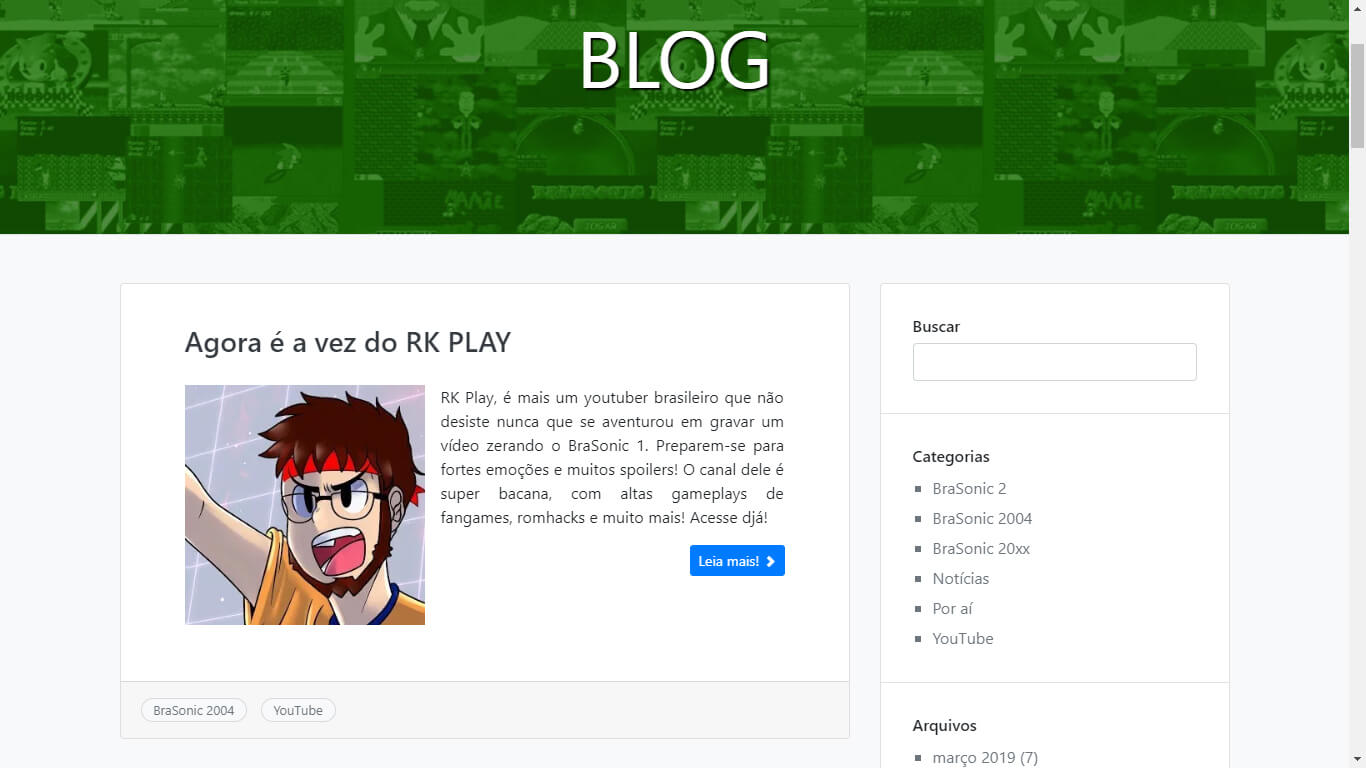 BLOG
Agora é a vez do RK PLAY
RK Play, é mais um youtuber brasileiro que não
desiste nunca que se aventurou em gravar um
vídeo zerando o BraSonic 1. Preparem-se para
fortes emoções e muitos spoilers! O canal dele é
super bacana, com altas gameplays de
fangames, romhacks e muito mais! Acesse djá!
Leia mais!
BraSonic 2004
YouTube
Buscar
Categorias
BraSonic 2
BraSonic 2004
BraSonic 20xx
Notícias
Por aí
YouTube
Arquivos
março 2019 (7)